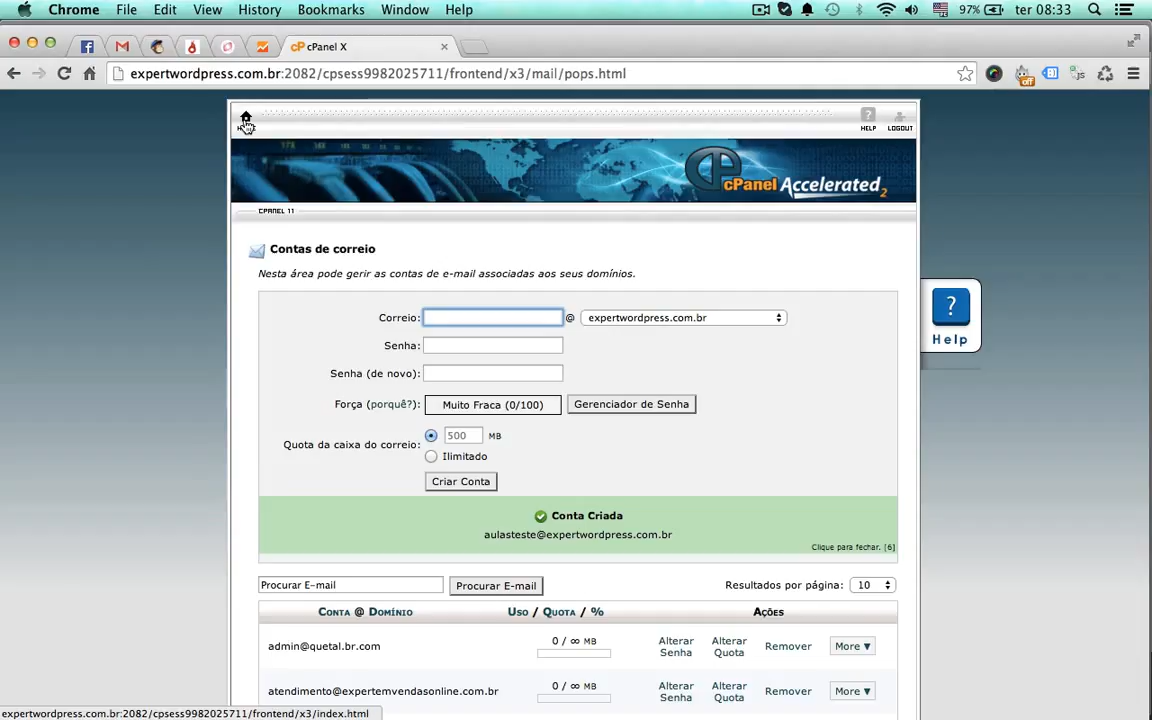 Chrome File Edit View History Bookmarks Window Help 97% ter 08:33
cP cPanel X
expertwordpress.com.br:2082/cpsess9982025711/frontend/x3/mail/pops.html
off
js
HELP LOGOUT
cPanel Accelerated 2
CPANEL 11
Contas de correio
Nesta área pode gerir as contas de e-mail associadas aos seus domínios.
Correio: @ expertwordpress.com.br
Senha:
Senha (de novo):
Força (porquê?): Muito Fraca (0/100) Gerenciador de Senha
Quota da caixa do correio: 500 MB
Ilimitado
Criar Conta
Conta Criada
aulasteste@expertwordpress.com.br
Clique para fechar. [6]
? Help
Procurar E-mail Procurar E-mail Resultados por página: 10
Conta @ Domínio Uso / Quota / % Ações
admin@quetal.br.com 0 / ∞ MB Alterar Senha Alterar Quota Remover More ▼
atendimento@expertemvendasonline.com.br 0 / ∞ MB Alterar Senha Alterar Quota Remover More ▼
expertwordpress.com.br:2082/cpsess9982025711/frontend/x3/index.html